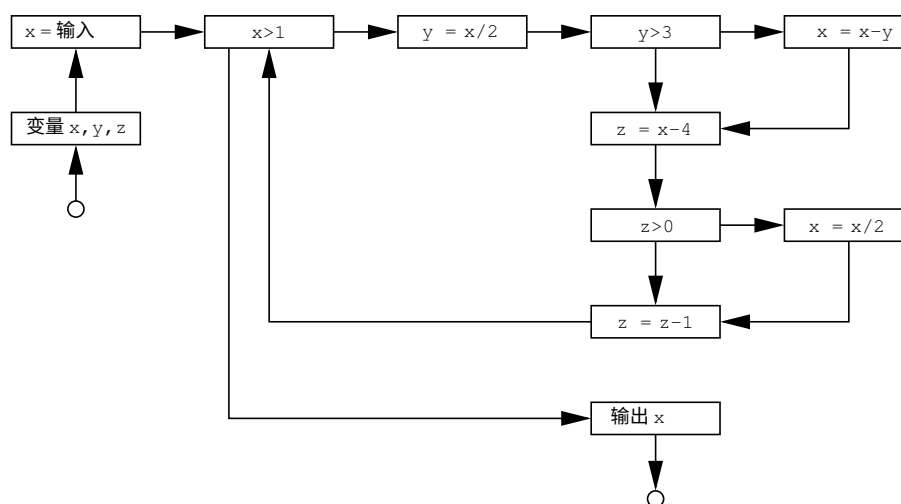 x = 输入
x>1
y = x/2
y>3
x = x-y
变量 x,y,z
z = x-4
z>0
x = x/2
z = z-1
输出 x